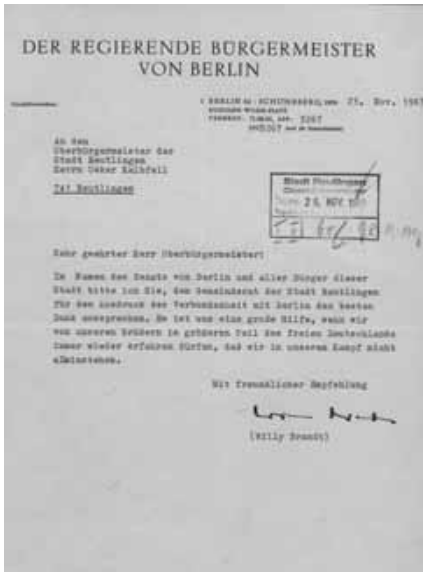 DER REGIERENDE BÜRGERMEISTER
VON BERLIN
1 BERLIN 62 - SCHÖNEBERG, DEN 25. Nov. 196
An den
Oberbürgermeister der
Stadt Reutlingen
Herrn Oskar Kalbfell
741 Reutlingen
Stadt Reutlingen
26. NOV.
Sehr geehrter Herr Oberbürgermeister!
Im Namen des Senats von Berlin und aller Bürger dieser
Stadt bitte ich Sie, dem Gemeinderat der Stadt Reutlingen
für den Ausdruck der Verbundenheit mit Berlin den besten
Dank auszusprechen. Es ist uns eine große Hilfe, wenn wir
von unseren Brüdern im größeren Teil des freien Deutschlands
immer wieder erfahren dürfen, daß wir in unserem Kampf nicht
alleinstehen.
Mit freundlicher Empfehlung
(Willy Brandt)